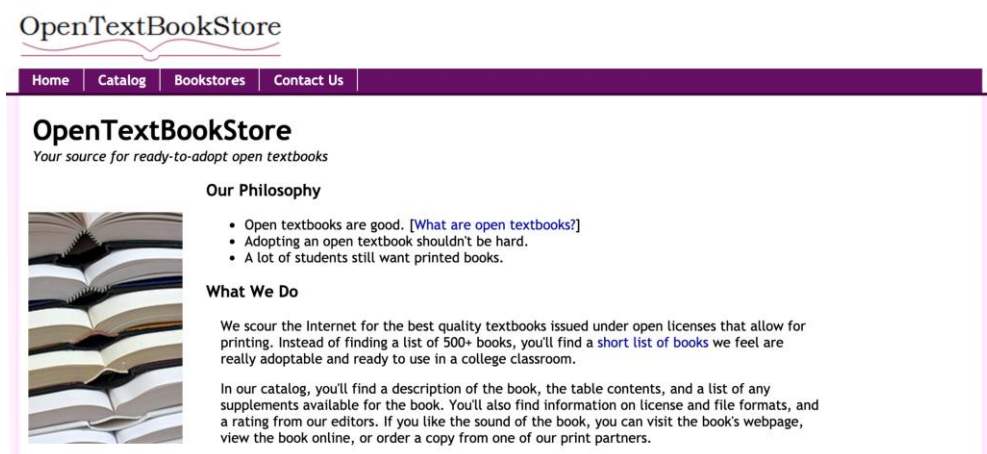 OpenTextBookStore
Home Catalog Bookstores Contact Us
OpenTextBookStore
Your source for ready-to-adopt open textbooks
Our Philosophy
• Open textbooks are good. [What are open textbooks?]
• Adopting an open textbook shouldn't be hard.
• A lot of students still want printed books.
What We Do
We scour the Internet for the best quality textbooks issued under open licenses that allow for
printing. Instead of finding a list of 500+ books, you'll find a short list of books we feel are
really adoptable and ready to use in a college classroom.
In our catalog, you'll find a description of the book, the table contents, and a list of any
supplements available for the book. You'll also find information on license and file formats, and
a rating from our editors. If you like the sound of the book, you can visit the book's webpage,
view the book online, or order a copy from one of our print partners.